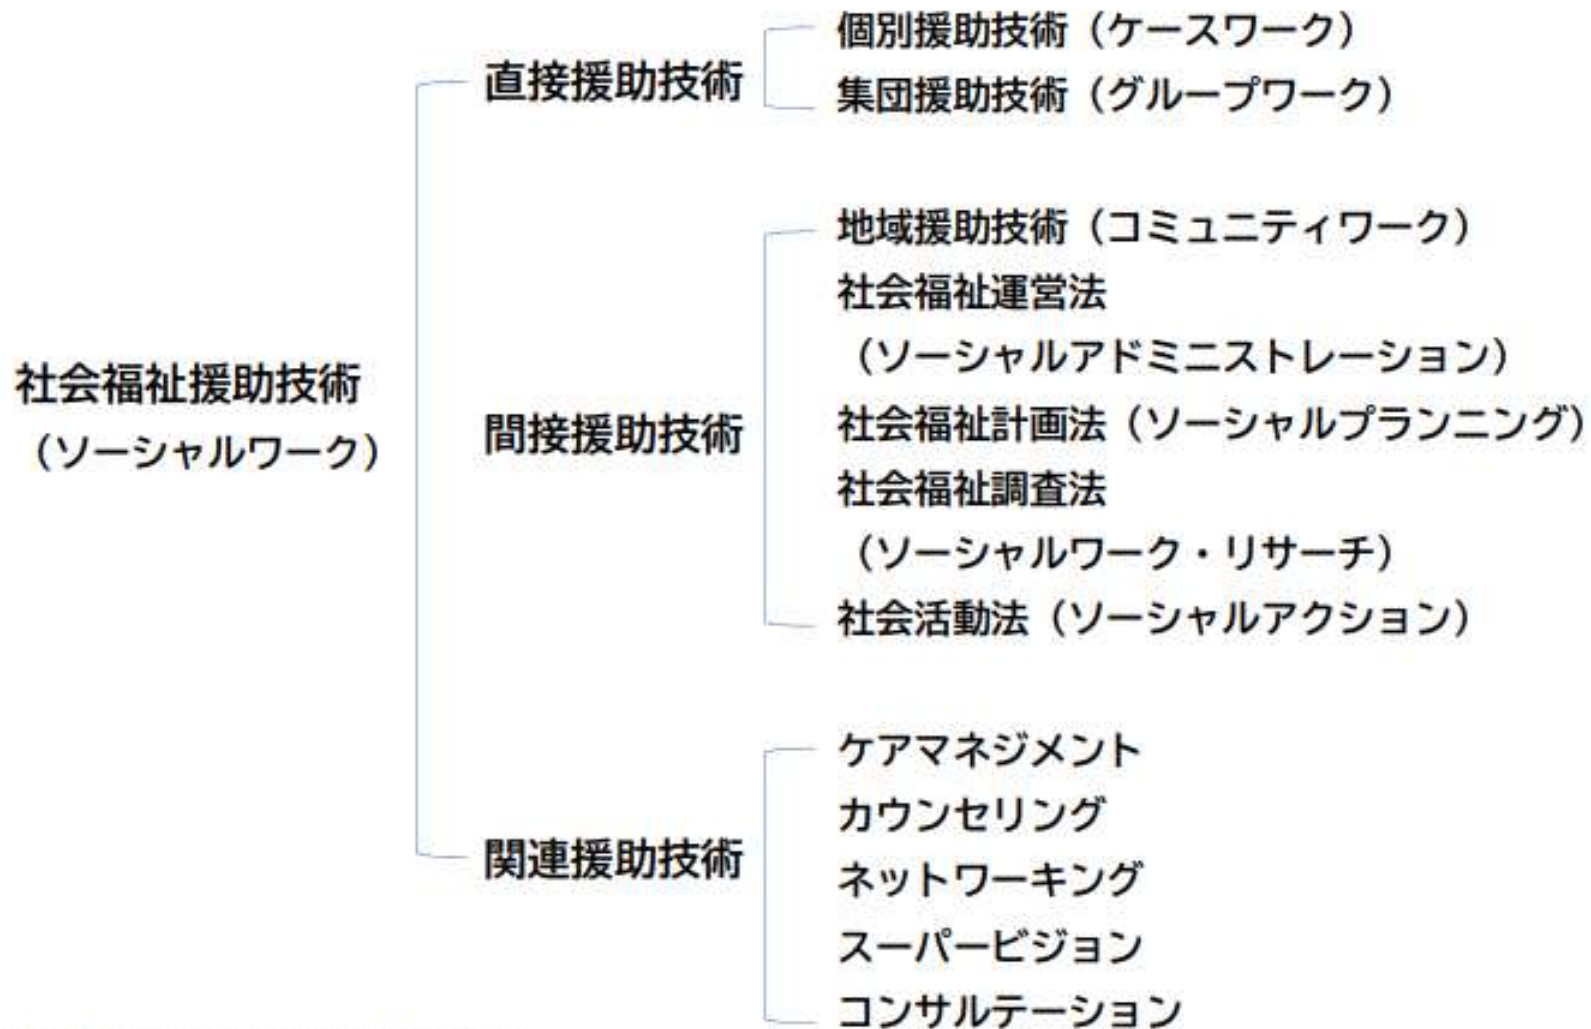 社会福祉援助技術
（ソーシャルワーク）
直接援助技術
個別援助技術（ケースワーク）
集団援助技術（グループワーク）
間接援助技術
地域援助技術（コミュニティワーク）
社会福祉運営法
（ソーシャルアドミニストレーション）
社会福祉計画法（ソーシャルプランニング）
社会福祉調査法
（ソーシャルワーク・リサーチ）
社会活動法（ソーシャルアクション）
関連援助技術
ケアマネジメント
カウンセリング
ネットワーキング
スーパービジョン
コンサルテーション